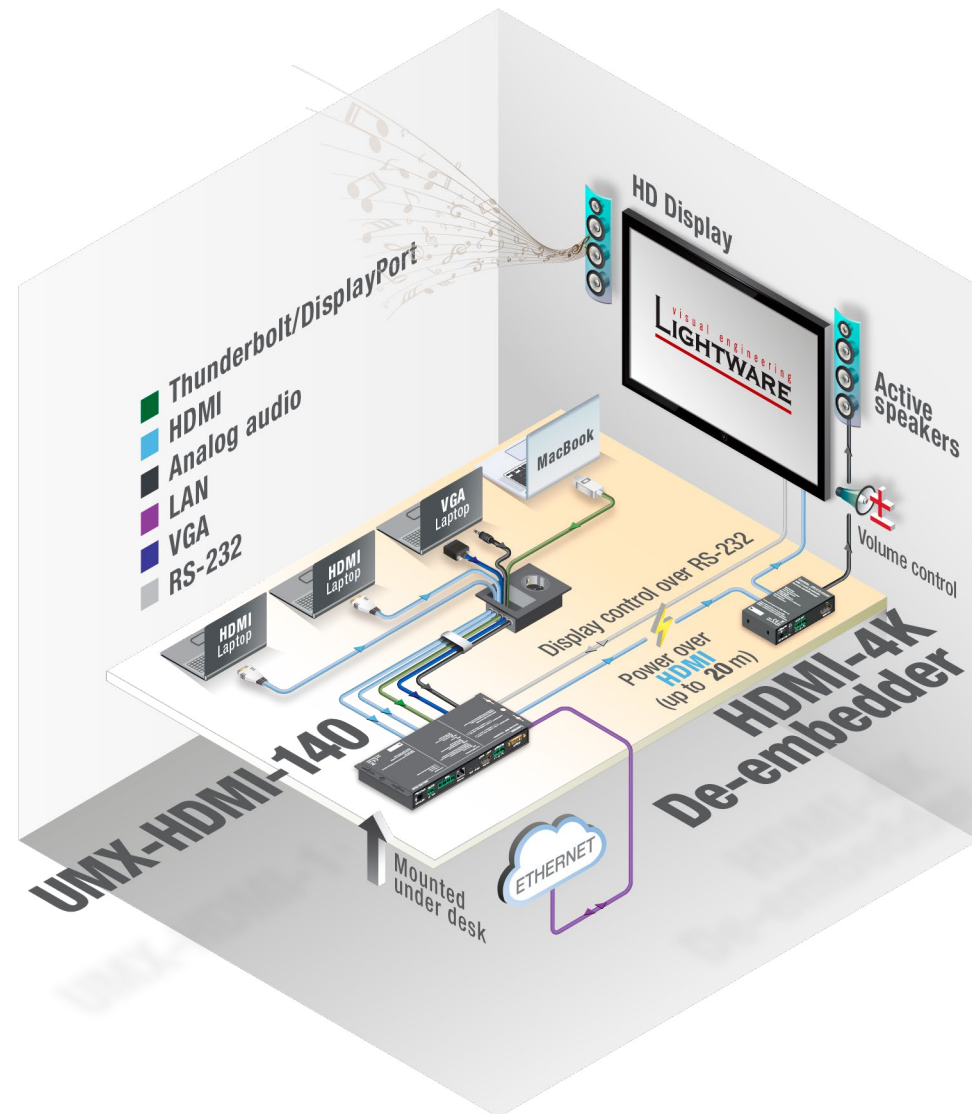 HD Display
visual engineering
LIGHTWARE
Thunderbolt/DisplayPort
HDMI
Analog audio
LAN
VGA
RS-232
Active
speakers
MacBook
VGA
Laptop
HDMI
Laptop
HDMI
Laptop
Volume control
Display control over RS-232
Power over
HDMI
(up to 20 m)
HDMI-4K
De-embedder
UMX-HDMI-140
Mounted
under desk
ETHERNET